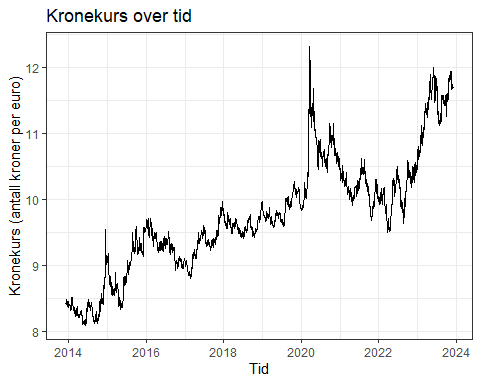 Kronekurs over tid
Kronekurs (antall kroner per euro)
12
11
10
9
8
2014 2016 2018 2020 2022 2024
Tid